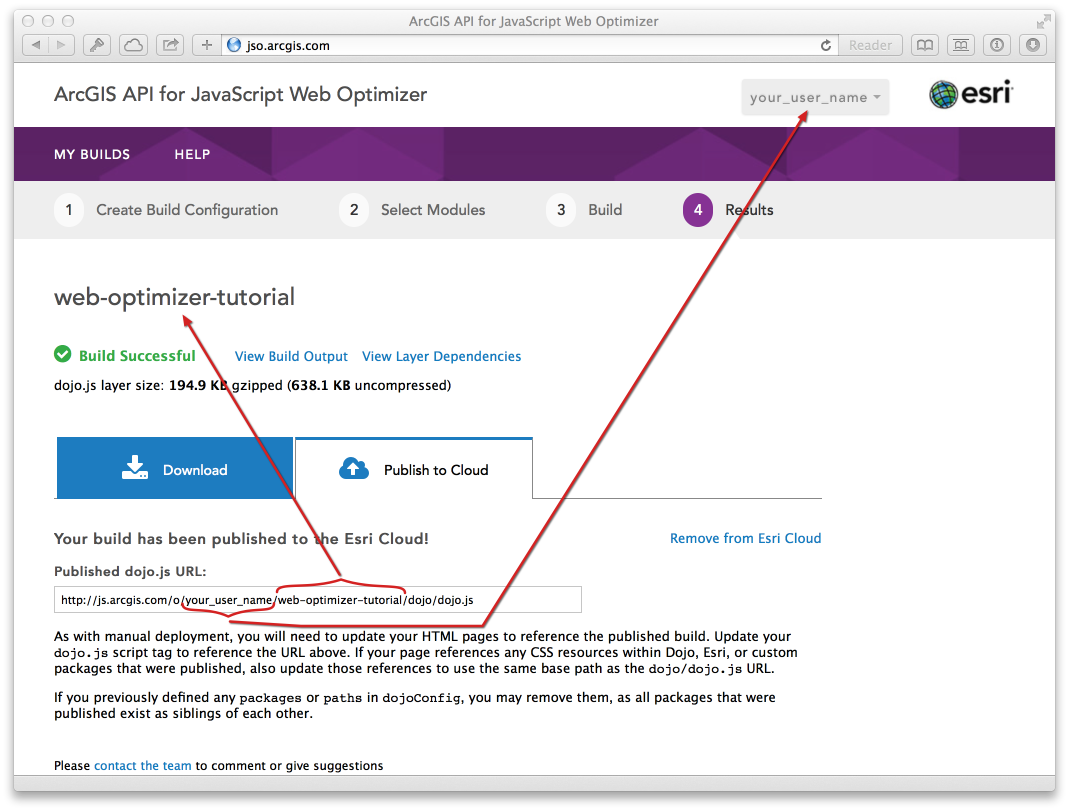 ArcGIS API for JavaScript Web Optimizer
jso.arcgis.com
Reader
ArcGIS API for JavaScript Web Optimizer
your_user_name
esri
MY BUILDS HELP
1 Create Build Configuration 2 Select Modules 3 Build 4 Results
web-optimizer-tutorial
Build Successful View Build Output View Layer Dependencies
dojo.js layer size: 194.9 KB gzipped (638.1 KB uncompressed)
Download Publish to Cloud
Your build has been published to the Esri Cloud! Remove from Esri Cloud
Published dojo.js URL:
http://js.arcgis.com/o/your_user_name/web-optimizer-tutorial/dojo/dojo.js
As with manual deployment, you will need to update your HTML pages to reference the published build. Update your
dojo.js script tag to reference the URL above. If your page references any CSS resources within Dojo, Esri, or custom
packages that were published, also update those references to use the same base path as the dojo/dojo.js URL.
If you previously defined any packages or paths in dojoConfig, you may remove them, as all packages that were
published exist as siblings of each other.
Please contact the team to comment or give suggestions